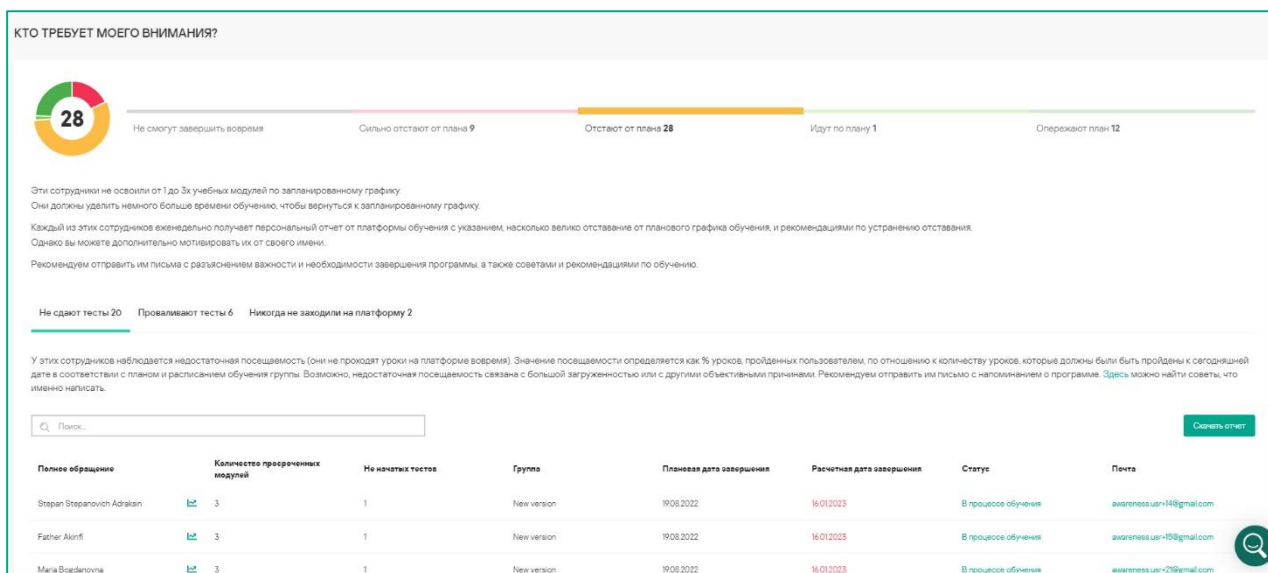 КТО ТРЕБУЕТ МОЕГО ВНИМАНИЯ?
28
Не смогут завершить вовремя Сильно отстают от плана 9 Отстают от плана 28 Идут по плану 1 Опережают план 12
Эти сотрудники не освоили от 1 до 3х учебных модулей по запланированному графику.
Они должны уделить немного больше времени обучению, чтобы вернуться к запланированному графику.
Каждый из этих сотрудников еженедельно получает персональный отчет от платформы обучения с указанием, насколько велико отставание от планового графика обучения, и рекомендациями по устранению отставания.
Однако вы можете дополнительно мотивировать их от своего имени.
Рекомендуем отправить им письма с разъяснением важности и необходимости завершения программы, а также советами и рекомендациями по обучению.
Не сдают тесты 20 Проваливают тесты 6 Никогда не заходили на платформу 2
У этих сотрудников наблюдается недостаточная посещаемость (они не проходят уроки на платформе вовремя). Значение посещаемости определяется как % уроков, пройденных пользователем, по отношению к количеству уроков, которые должны были быть пройдены к сегодняшней
дате в соответствии с планом и расписанием обучения группы. Возможно, недостаточная посещаемость связана с большой загруженностью или с другими объективными причинами. Рекомендуем отправить им письмо с напоминанием о программе. Здесь можно найти советы, что
именно написать.
Поиск... Скачать отчет
Полное обращение Количество просроченных модулей Не начатых тестов Группа Плановая дата завершения Расчетная дата завершения Статус Почта
Stepan Stepanovich Adraksin 3 1 New version 19.08.2022 16.01.2023 В процессе обучения awareness.usr+14@gmail.com
Father Akinfi 3 1 New version 19.08.2022 16.01.2023 В процессе обучения awareness.usr+15@gmail.com
Maria Bogdanovna 3 1 New version 19.08.2022 16.01.2023 В процессе обучения awareness.usr+21@gmail.com